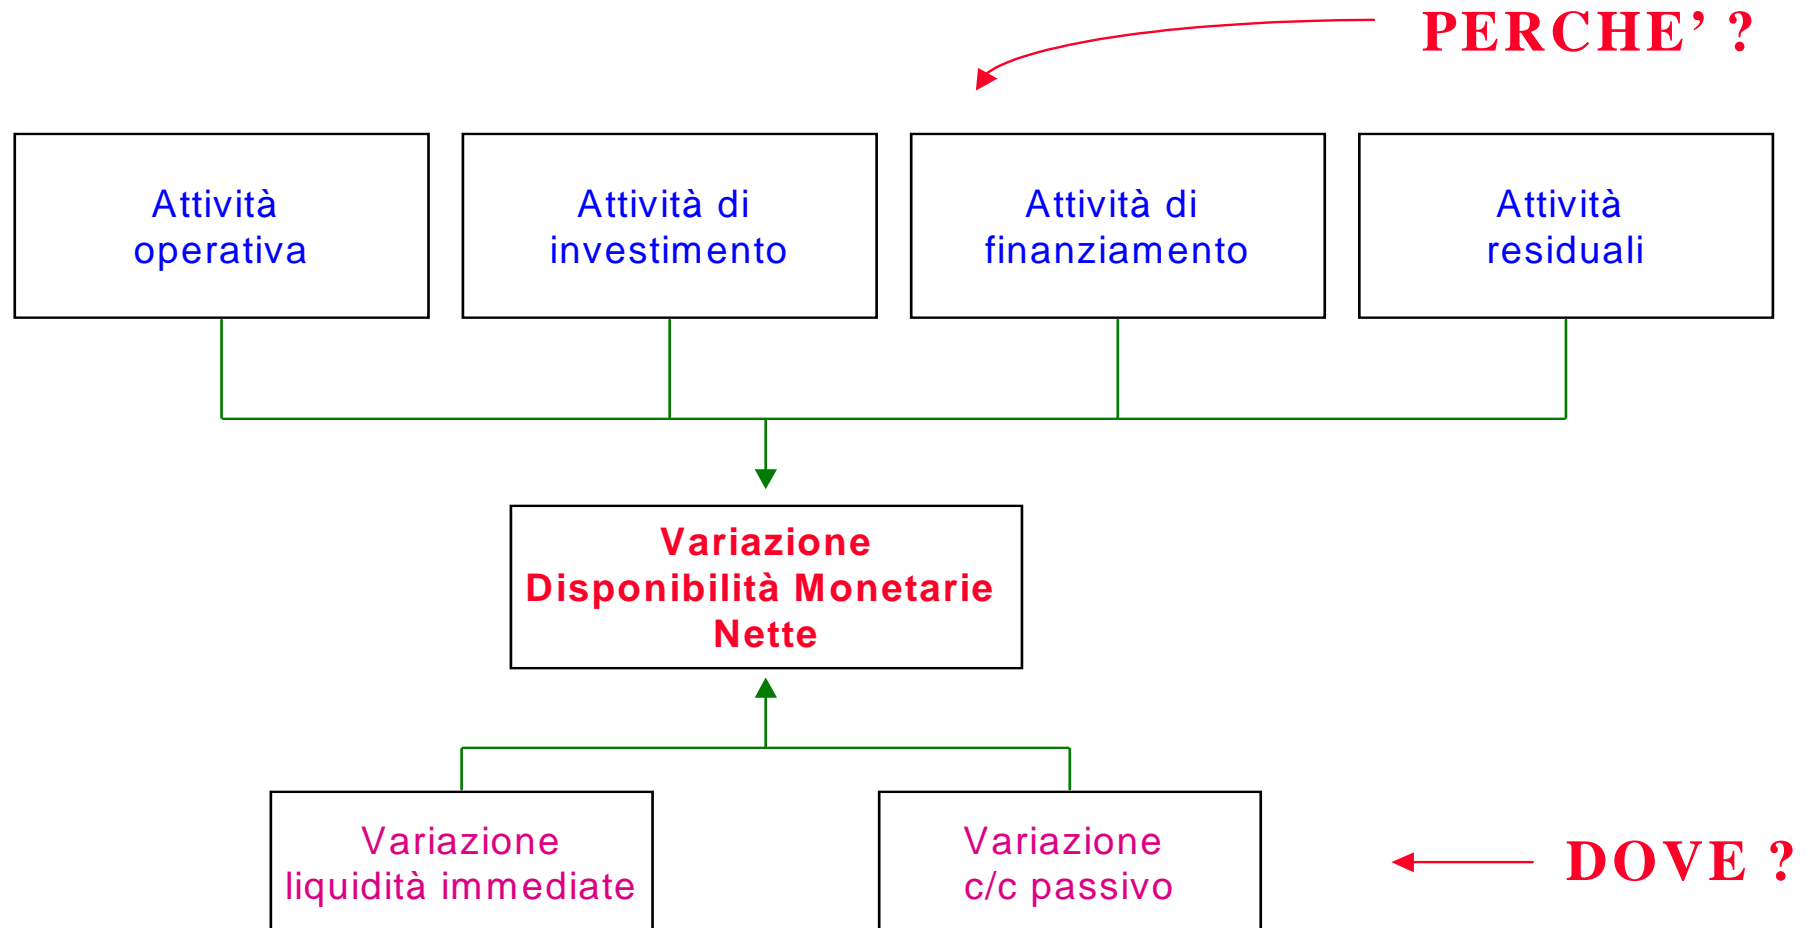 PERCHE’ ?
Attività
operativa
Attività di
investimento
Attività di
finanziamento
Attività
residuali
Variazione
Disponibilità Monetarie
Nette
Variazione
liquidità immediate
Variazione
c/c passivo
DOVE ?